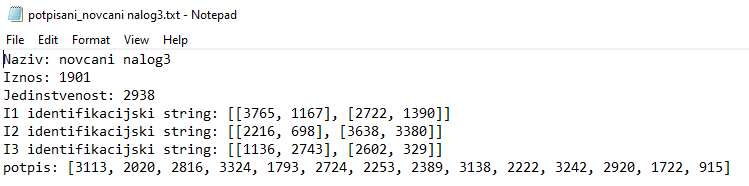 potpisani_novcani nalog3.txt - Notepad
File Edit Format View Help
Naziv: novcani nalog3
Iznos: 1901
Jedinstvenost: 2938
I1 identifikacijski string: [[3765, 1167], [2722, 1390]]
I2 identifikacijski string: [[2216, 698], [3638, 3380]]
I3 identifikacijski string: [[1136, 2743], [2602, 329]]
potpis: [3113, 2020, 2816, 3324, 1793, 2724, 2253, 2389, 3138, 2222, 3242, 2920, 1722, 915]